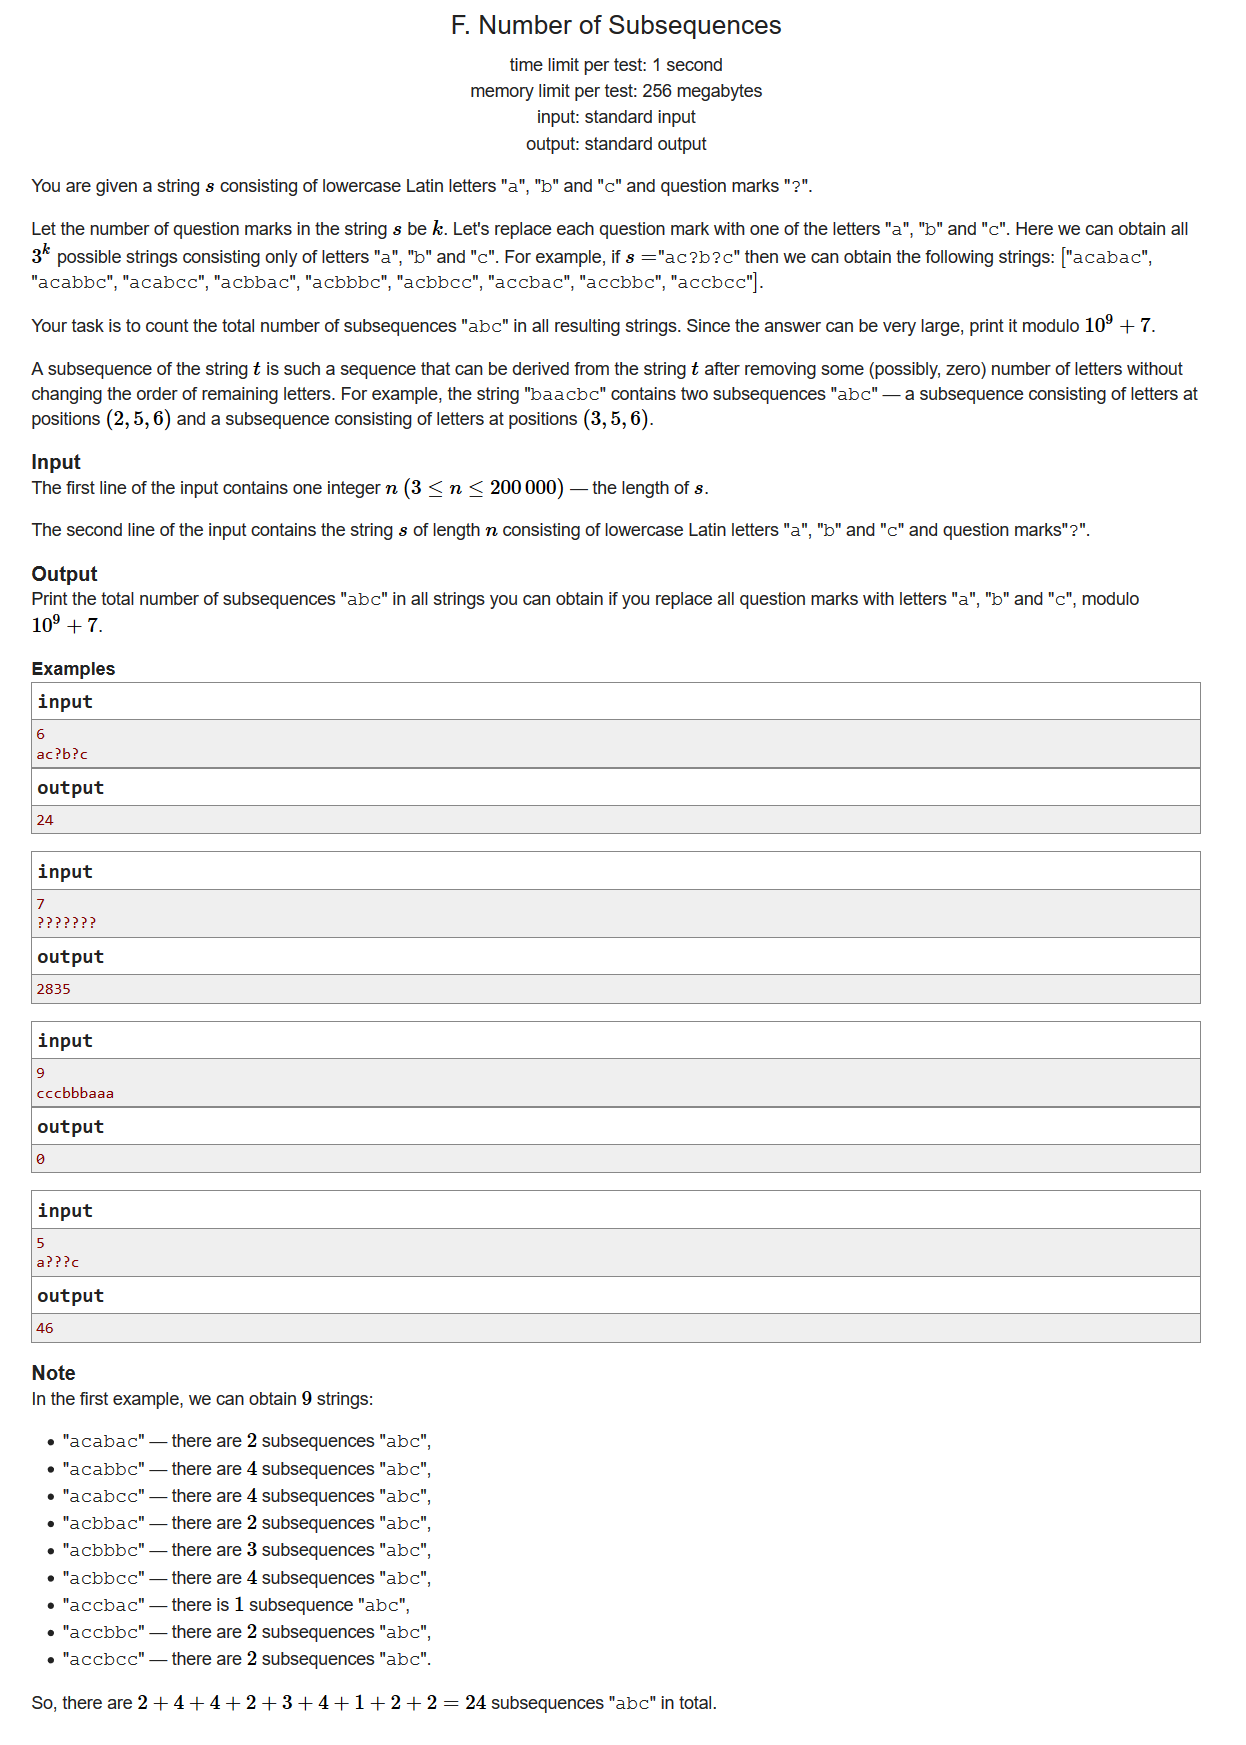 F. Number of Subsequences
time limit per test: 1 second
memory limit per test: 256 megabytes
input: standard input
output: standard output
You are given a string s consisting of lowercase Latin letters "a", "b" and "c" and question marks "?".
Let the number of question marks in the string s be k. Let's replace each question mark with one of the letters "a", "b" and "c". Here we can obtain all
3^k possible strings consisting only of letters "a", "b" and "c". For example, if s ="ac?b?c" then we can obtain the following strings: ["acabac",
"acabbc", "acabcc", "acbbac", "acbbbc", "acbbcc", "accbac", "accbbc", "accbcc"].
Your task is to count the total number of subsequences "abc" in all resulting strings. Since the answer can be very large, print it modulo 10^9 + 7.
A subsequence of the string t is such a sequence that can be derived from the string t after removing some (possibly, zero) number of letters without
changing the order of remaining letters. For example, the string "baacbc" contains two subsequences "abc" — a subsequence consisting of letters at
positions (2, 5, 6) and a subsequence consisting of letters at positions (3, 5, 6).
Input
The first line of the input contains one integer n (3 ≤ n ≤ 200 000) — the length of s.
The second line of the input contains the string s of length n consisting of lowercase Latin letters "a", "b" and "c" and question marks"?".
Output
Print the total number of subsequences "abc" in all strings you can obtain if you replace all question marks with letters "a", "b" and "c", modulo
10^9 + 7.
Examples
input
6
ac?b?c
output
24
input
7
???????
output
2835
input
9
cccbbbaaa
output
0
input
5
a???c
output
46
Note
In the first example, we can obtain 9 strings:
• "acabac" — there are 2 subsequences "abc",
• "acabbc" — there are 4 subsequences "abc",
• "acabcc" — there are 4 subsequences "abc",
• "acbbac" — there are 2 subsequences "abc",
• "acbbbc" — there are 3 subsequences "abc",
• "acbbcc" — there are 4 subsequences "abc",
• "accbac" — there is 1 subsequence "abc",
• "accbbc" — there are 2 subsequences "abc",
• "accbcc" — there are 2 subsequences "abc".
So, there are 2 + 4 + 4 + 2 + 3 + 4 + 1 + 2 + 2 = 24 subsequences "abc" in total.